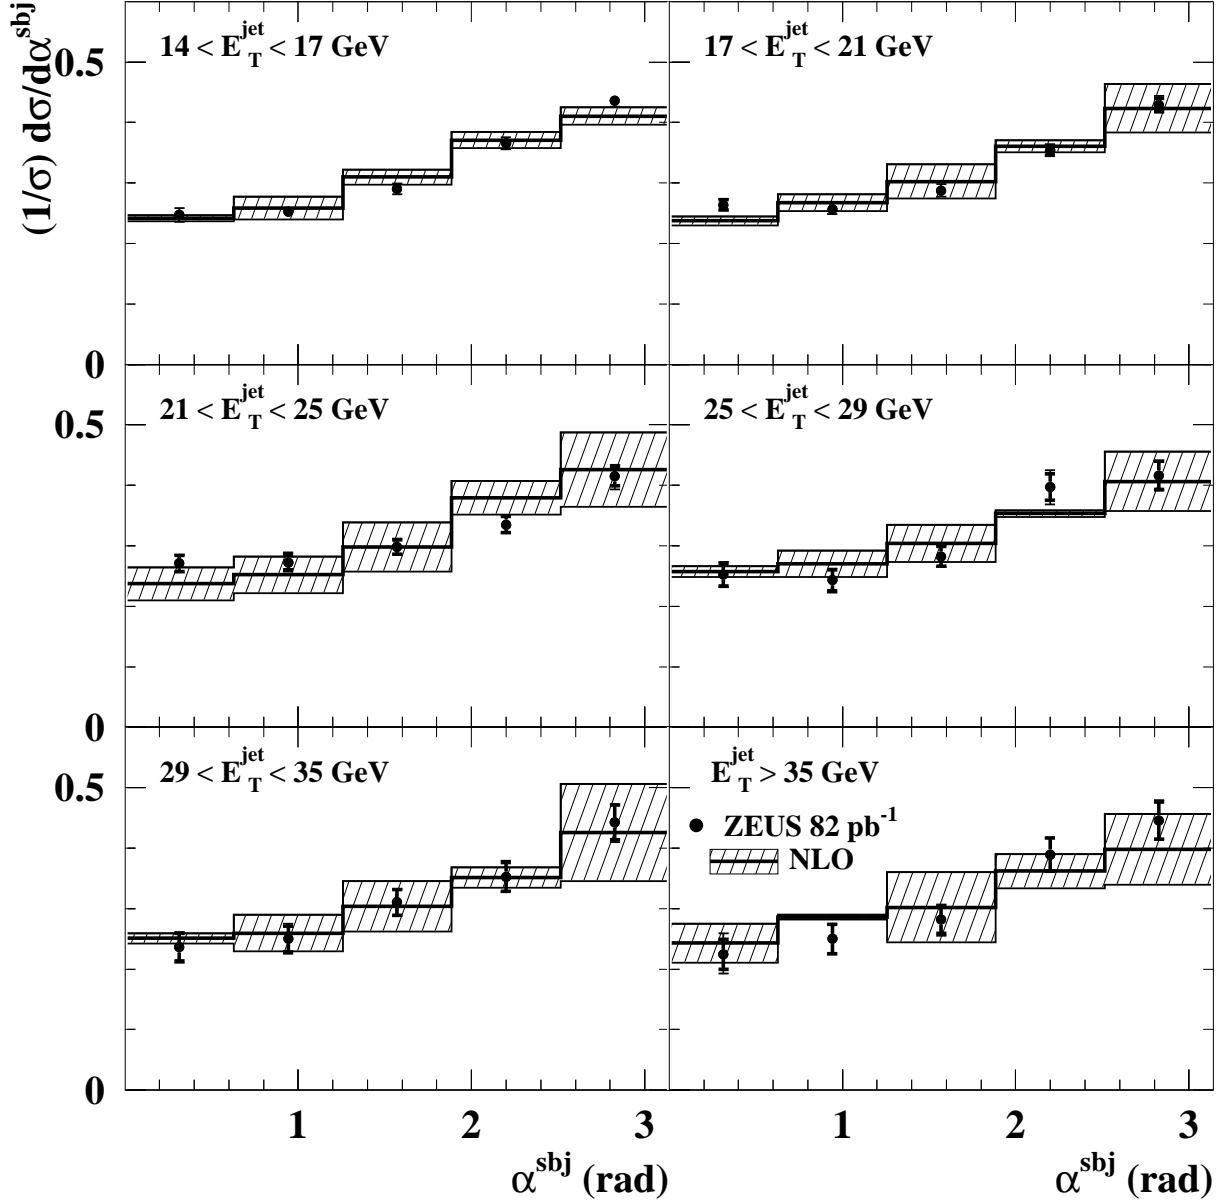 (1/σ) dσ/dα^sbj
14 < E_T^jet < 17 GeV
17 < E_T^jet < 21 GeV
0.5
0
21 < E_T^jet < 25 GeV
25 < E_T^jet < 29 GeV
0.5
0
29 < E_T^jet < 35 GeV
E_T^jet > 35 GeV
0.5
ZEUS 82 pb^-1
NLO
0
1 2 3 1 2 3
α^sbj (rad) α^sbj (rad)